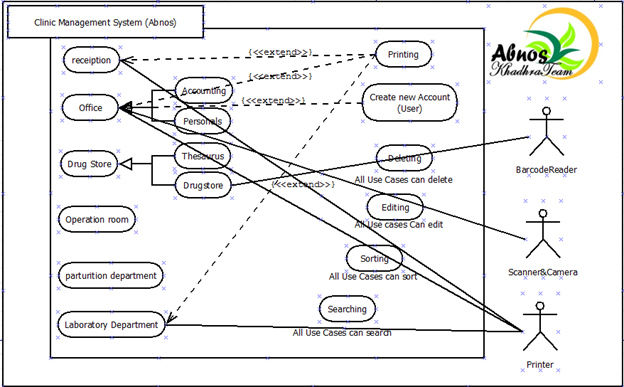 Clinic Management System (Abnos)
Abnos
KhadhraTeam
receiption
{<<extend>>}
Printing
{<<extend>>}
Office
Accounting
{<<extend>>}
Create new Account
(User)
Personals
Drug Store
Thesaurus
Deleting
BarcodeReader
Drugstore
{<<extend>>}
All Use Cases can delete
Editing
Operation room
All Use cases Can edit
Sorting
parturition department
All Use Cases can sort
Scanner&Camera
Searching
Laboratory Department
All Use Cases can search
Printer